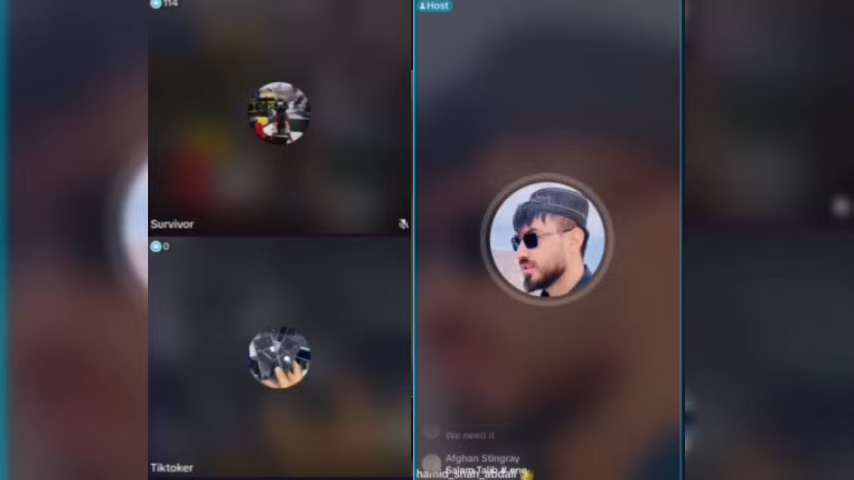 114
Survivor
0
Tiktoker
Host
We need it
Afghan Stingray
hamid_shah_abdali